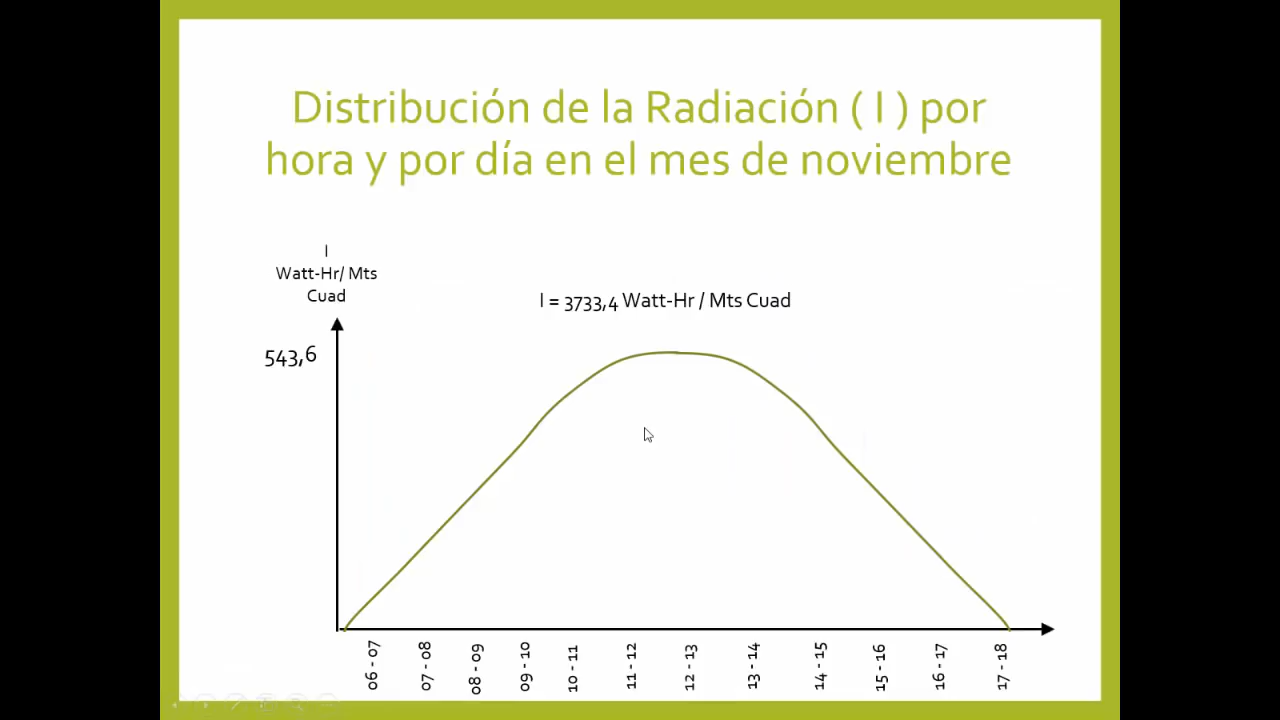 Distribución de la Radiación ( I ) por
hora y por día en el mes de noviembre
I
Watt-Hr/ Mts
Cuad
I = 3733,4 Watt-Hr / Mts Cuad
543,6
06 - 07
07 - 08
08 - 09
09 - 10
10 - 11
11 - 12
12 - 13
13 - 14
14 - 15
15 - 16
16 - 17
17 - 18